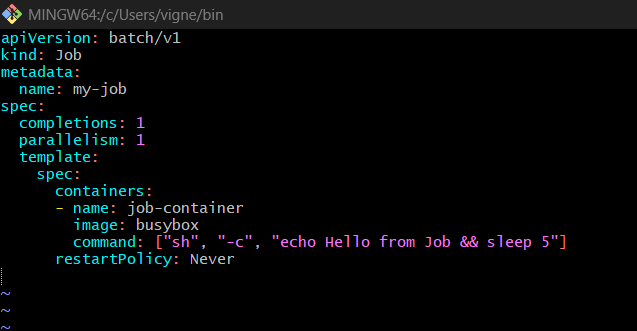 MINGW64:/c/Users/vigne/bin
apiVersion: batch/v1
kind: Job
metadata:
  name: my-job
spec:
  completions: 1
  parallelism: 1
  template:
    spec:
      containers:
      - name: job-container
        image: busybox
        command: ["sh", "-c", "echo Hello from Job && sleep 5"]
      restartPolicy: Never
~
~
~